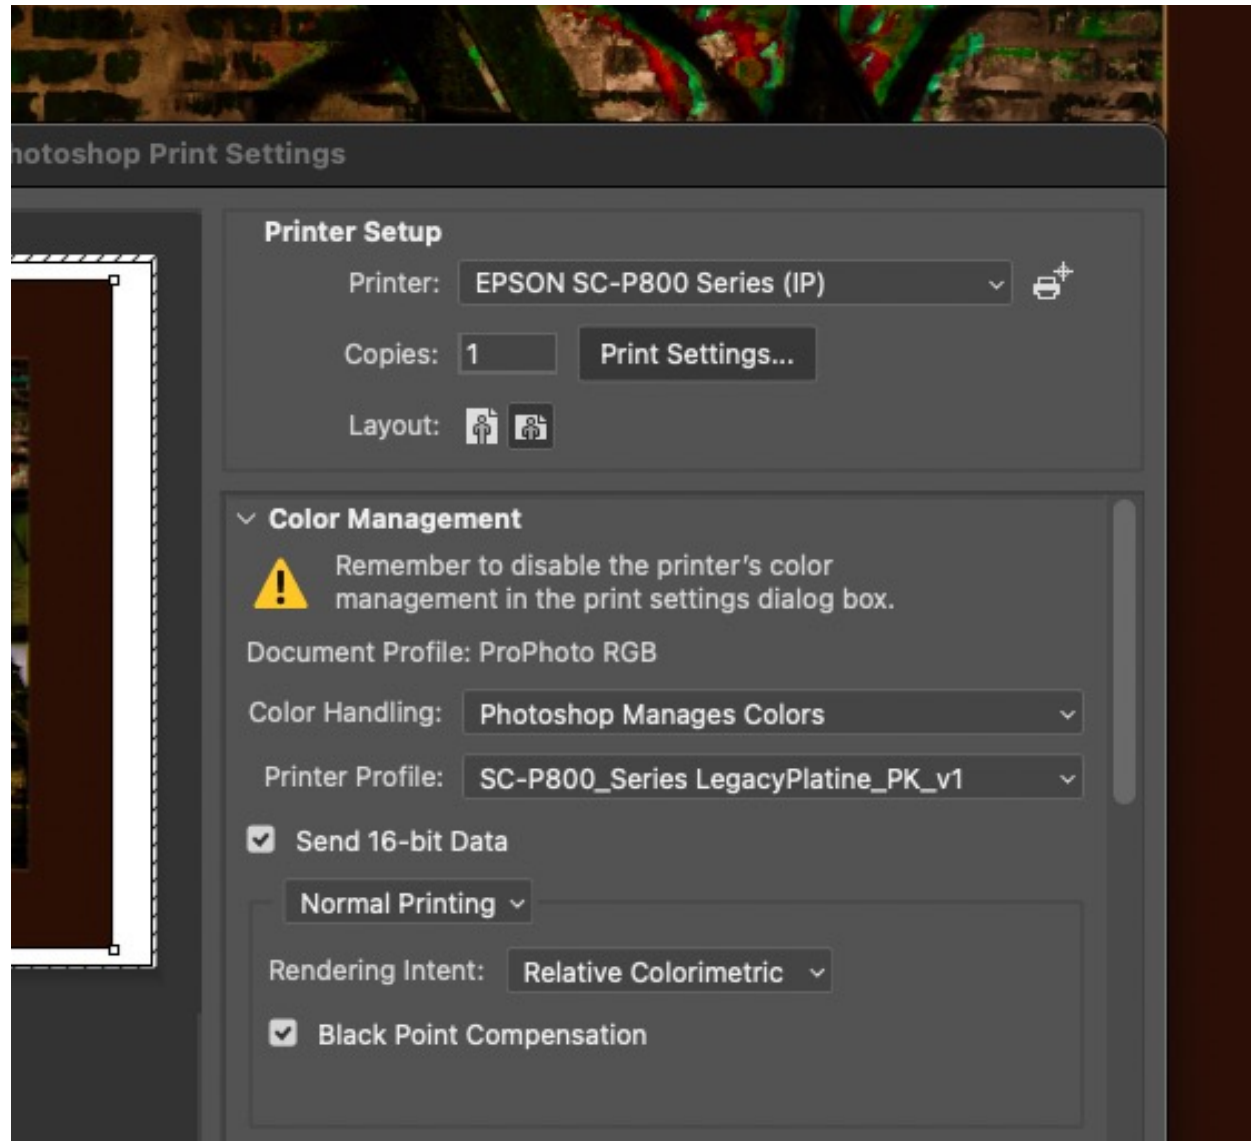 hotoshop Print Settings
Printer Setup
Printer: EPSON SC-P800 Series (IP)
Copies: 1 Print Settings...
Layout:
Color Management
Remember to disable the printer's color
management in the print settings dialog box.
Document Profile: ProPhoto RGB
Color Handling: Photoshop Manages Colors
Printer Profile: SC-P800_Series LegacyPlatine_PK_v1
Send 16-bit Data
Normal Printing
Rendering Intent: Relative Colorimetric
Black Point Compensation